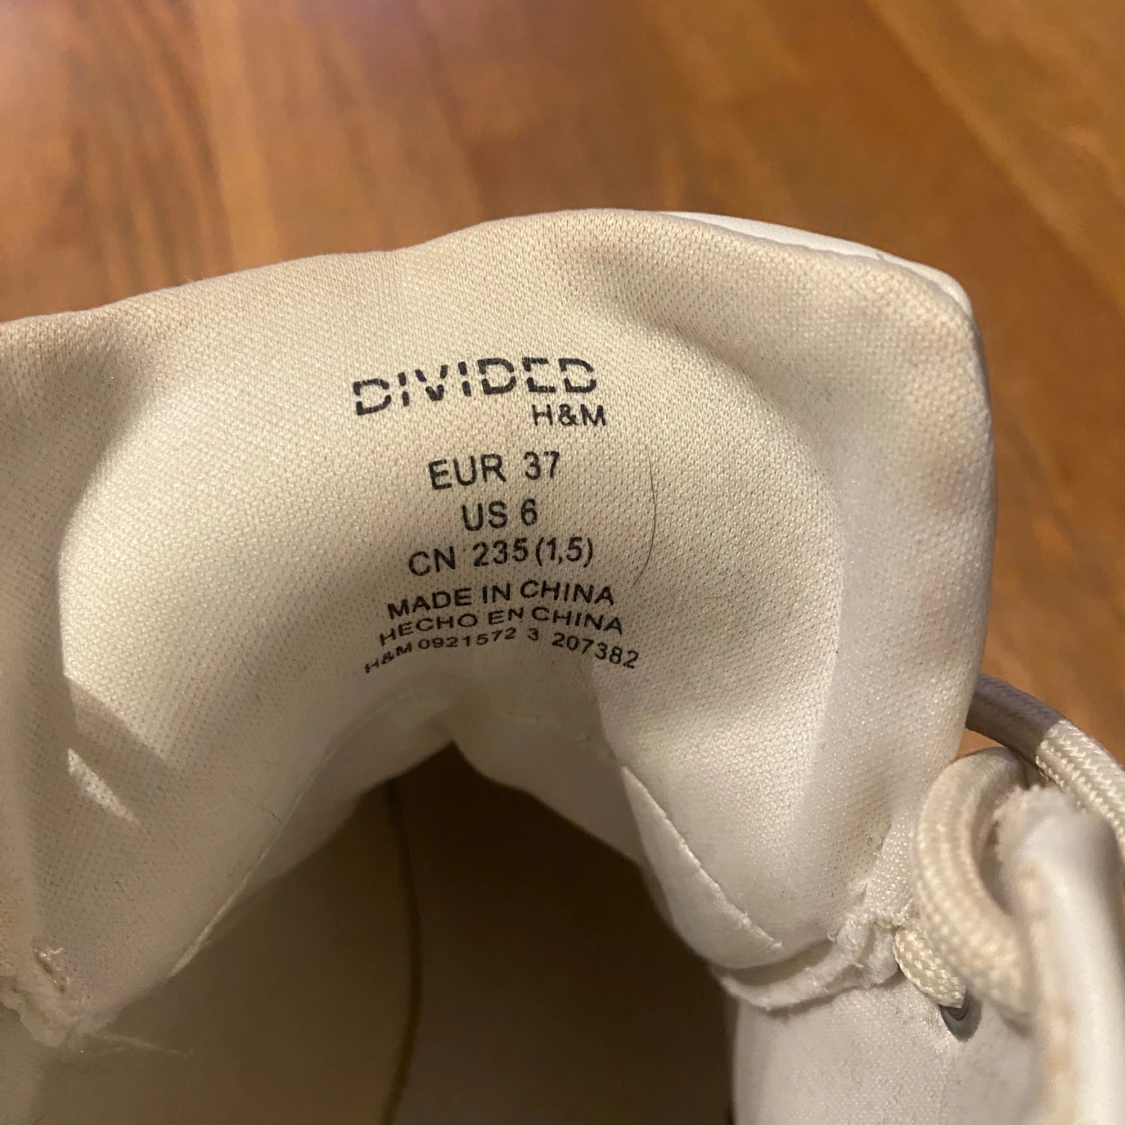 DIVIDED
H&M
EUR 37
US 6
CN 235(1,5)
MADE IN CHINA
HECHO EN CHINA
H&M 0921572 3 207382